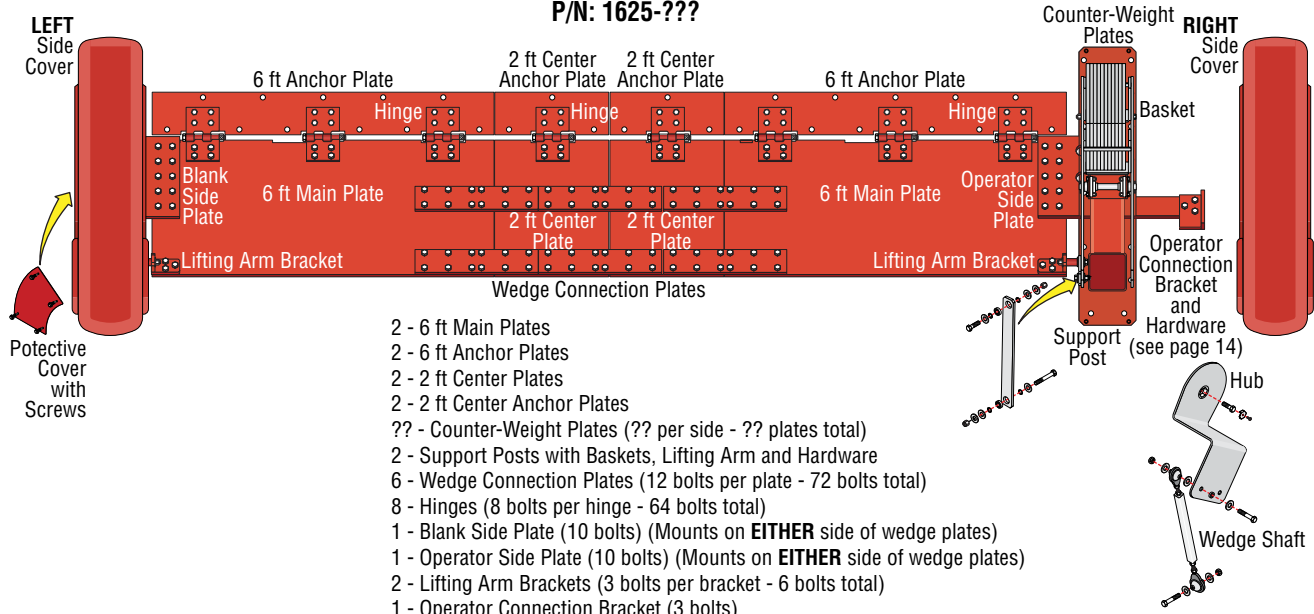 P/N: 1625-???
LEFT
Side
Cover
6 ft Anchor Plate
2 ft Center
Anchor Plate
2 ft Center
Anchor Plate
6 ft Anchor Plate
Counter-Weight
Plates
RIGHT
Side
Cover
Hinge
Hinge
Hinge
Basket
Blank
Side
Plate
6 ft Main Plate
6 ft Main Plate
Operator
Side
Plate
2 ft Center
Plate
2 ft Center
Plate
Lifting Arm Bracket
Lifting Arm Bracket
Wedge Connection Plates
Operator
Connection
Bracket
and
Hardware
(see page 14)
Support
Post
Potective
Cover
with
Screws
Hub
Wedge Shaft
2 - 6 ft Main Plates
2 - 6 ft Anchor Plates
2 - 2 ft Center Plates
2 - 2 ft Center Anchor Plates
?? - Counter-Weight Plates (?? per side - ?? plates total)
2 - Support Posts with Baskets, Lifting Arm and Hardware
6 - Wedge Connection Plates (12 bolts per plate - 72 bolts total)
8 - Hinges (8 bolts per hinge - 64 bolts total)
1 - Blank Side Plate (10 bolts) (Mounts on EITHER side of wedge plates)
1 - Operator Side Plate (10 bolts) (Mounts on EITHER side of wedge plates)
2 - Lifting Arm Brackets (3 bolts per bracket - 6 bolts total)
1 - Operator Connection Bracket (3 bolts)